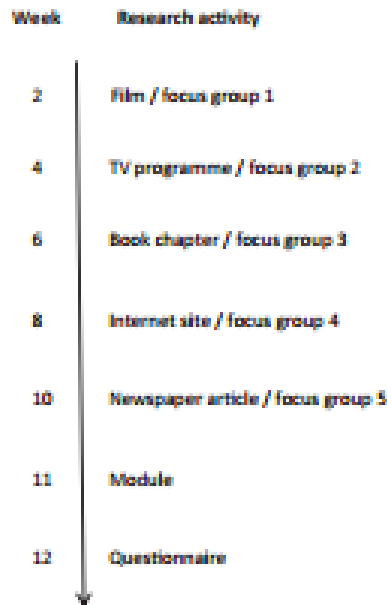 Week Research activity
2 Film / focus group 1
4 TV programme / focus group 2
6 Book chapter / focus group 3
8 Internet site / focus group 4
10 Newspaper article / focus group 5
11 Module
12 Questionnaire